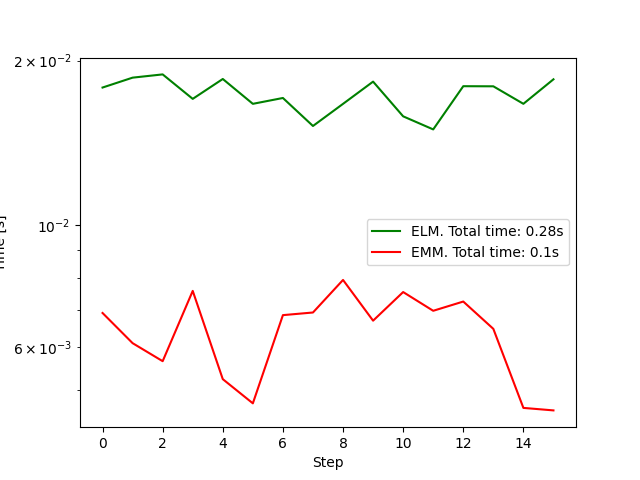 2 × 10⁻²
10⁻²
6 × 10⁻³
Time [s]
ELM. Total time: 0.28s
EMM. Total time: 0.1s
0 2 4 6 8 10 12 14
Step